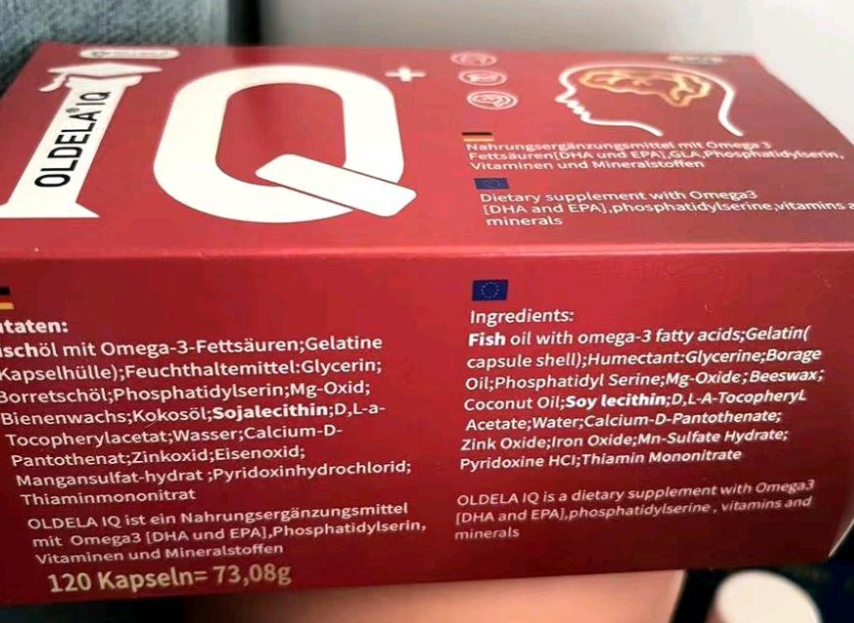 OLDELA® IQ
IQ+
Nahrungsergänzungsmittel mit Omega3
Fettsäuren[DHA und EPA],GLA,Phosphatidylserin,
Vitaminen und Mineralstoffen
Dietary supplement with Omega3
[DHA and EPA],phosphatidylserine,vitamins a
minerals
taten:
schöl mit Omega-3-Fettsäuren;Gelatine
Kapselhülle);Feuchthaltemittel:Glycerin;
Borretschöl;Phosphatidylserin;Mg-Oxid;
Bienenwachs;Kokosöl;Sojalecithin;D,L-a-
Tocopherylacetat;Wasser;Calcium-D-
Pantothenat;Zinkoxid;Eisenoxid;
Mangansulfat-hydrat ;Pyridoxinhydrochlorid;
Thiaminmononitrat
OLDELA IQ ist ein Nahrungsergänzungsmittel
mit Omega3 [DHA und EPA],Phosphatidylserin,
Vitaminen und Mineralstoffen
120 Kapseln= 73,08g
Ingredients:
Fish oil with omega-3 fatty acids;Gelatin(
capsule shell);Humectant:Glycerine;Borage
Oil;Phosphatidyl Serine;Mg-Oxide;Beeswax;
Coconut Oil;Soy lecithin;D,L-A-Tocopheryl
Acetate;Water;Calcium-D-Pantothenate;
Zink Oxide;Iron Oxide;Mn-Sulfate Hydrate;
Pyridoxine HCI;Thiamin Mononitrate
OLDELA IQ is a dietary supplement with Omega3
[DHA and EPA],phosphatidylserine , vitamins and
minerals